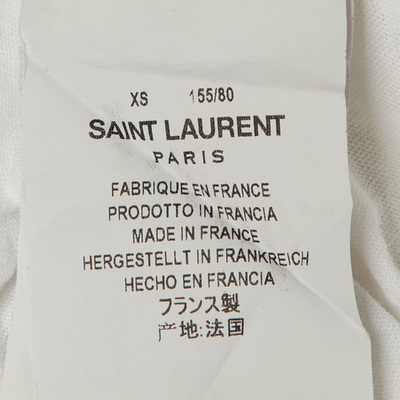 XS 155/80
SAINT LAURENT
PARIS
FABRIQUE EN FRANCE
PRODOTTO IN FRANCIA
MADE IN FRANCE
HERGESTELLT IN FRANKREICH
HECHO EN FRANCIA
フランス製
产地:法国